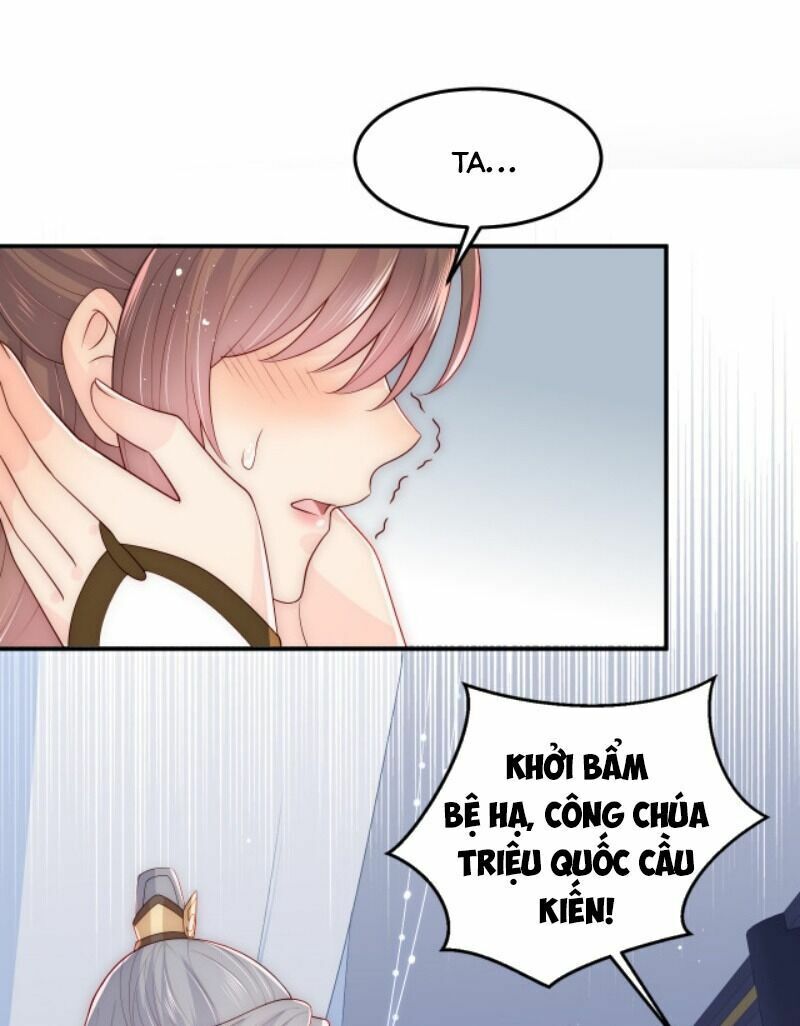 TA...
KHỞI BẨM
BỆ HẠ, CÔNG CHÚA
TRIỆU QUỐC CẦU
KIẾN!